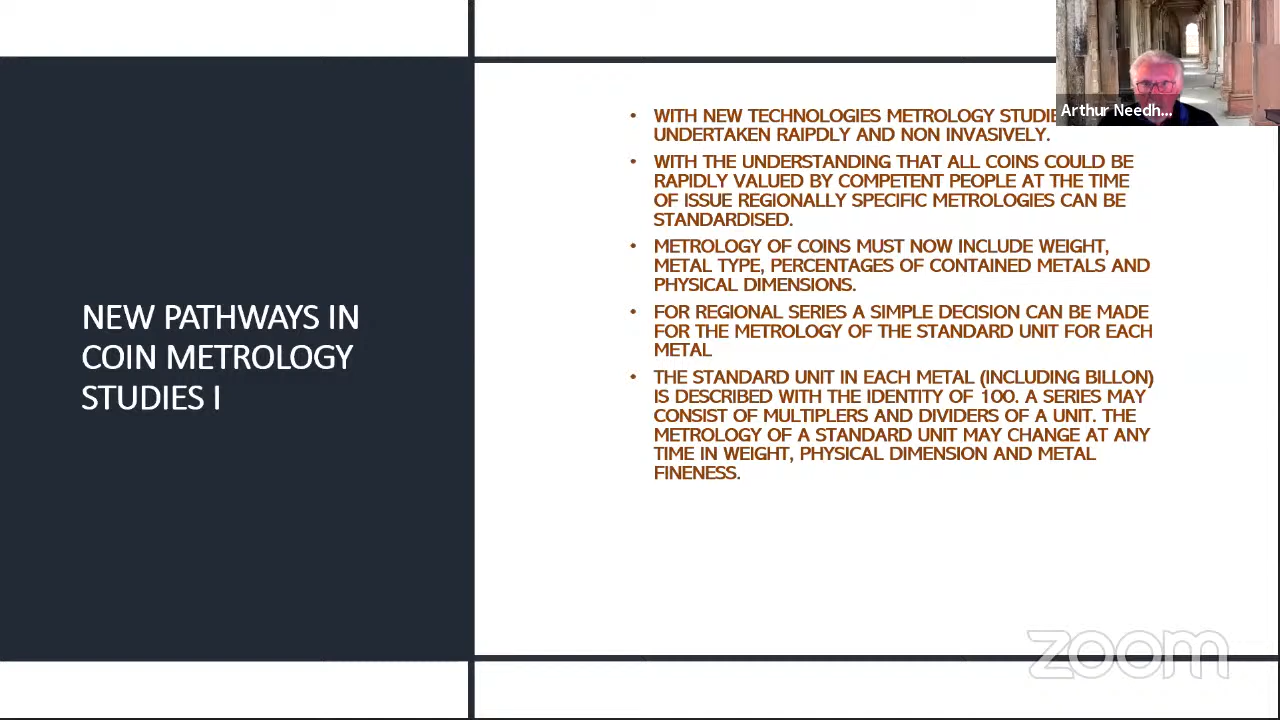 Arthur Needh...
NEW PATHWAYS IN
COIN METROLOGY
STUDIES I
• WITH NEW TECHNOLOGIES METROLOGY
UNDERTAKEN RAIPDLY AND NON INVASIVELY.
• WITH THE UNDERSTANDING THAT ALL COINS COULD BE
RAPIDLY VALUED BY COMPETENT PEOPLE AT THE TIME
OF ISSUE REGIONALLY SPECIFIC METROLOGIES CAN BE
STANDARDISED.
• METROLOGY OF COINS MUST NOW INCLUDE WEIGHT,
METAL TYPE, PERCENTAGES OF CONTAINED METALS AND
PHYSICAL DIMENSIONS.
• FOR REGIONAL SERIES A SIMPLE DECISION CAN BE MADE
FOR THE METROLOGY OF THE STANDARD UNIT FOR EACH
METAL
• THE STANDARD UNIT IN EACH METAL (INCLUDING BILLON)
IS DESCRIBED WITH THE IDENTITY OF 100. A SERIES MAY
CONSIST OF MULTIPLERS AND DIVIDERS OF A UNIT. THE
METROLOGY OF A STANDARD UNIT MAY CHANGE AT ANY
TIME IN WEIGHT, PHYSICAL DIMENSION AND METAL
FINENESS.
zoom